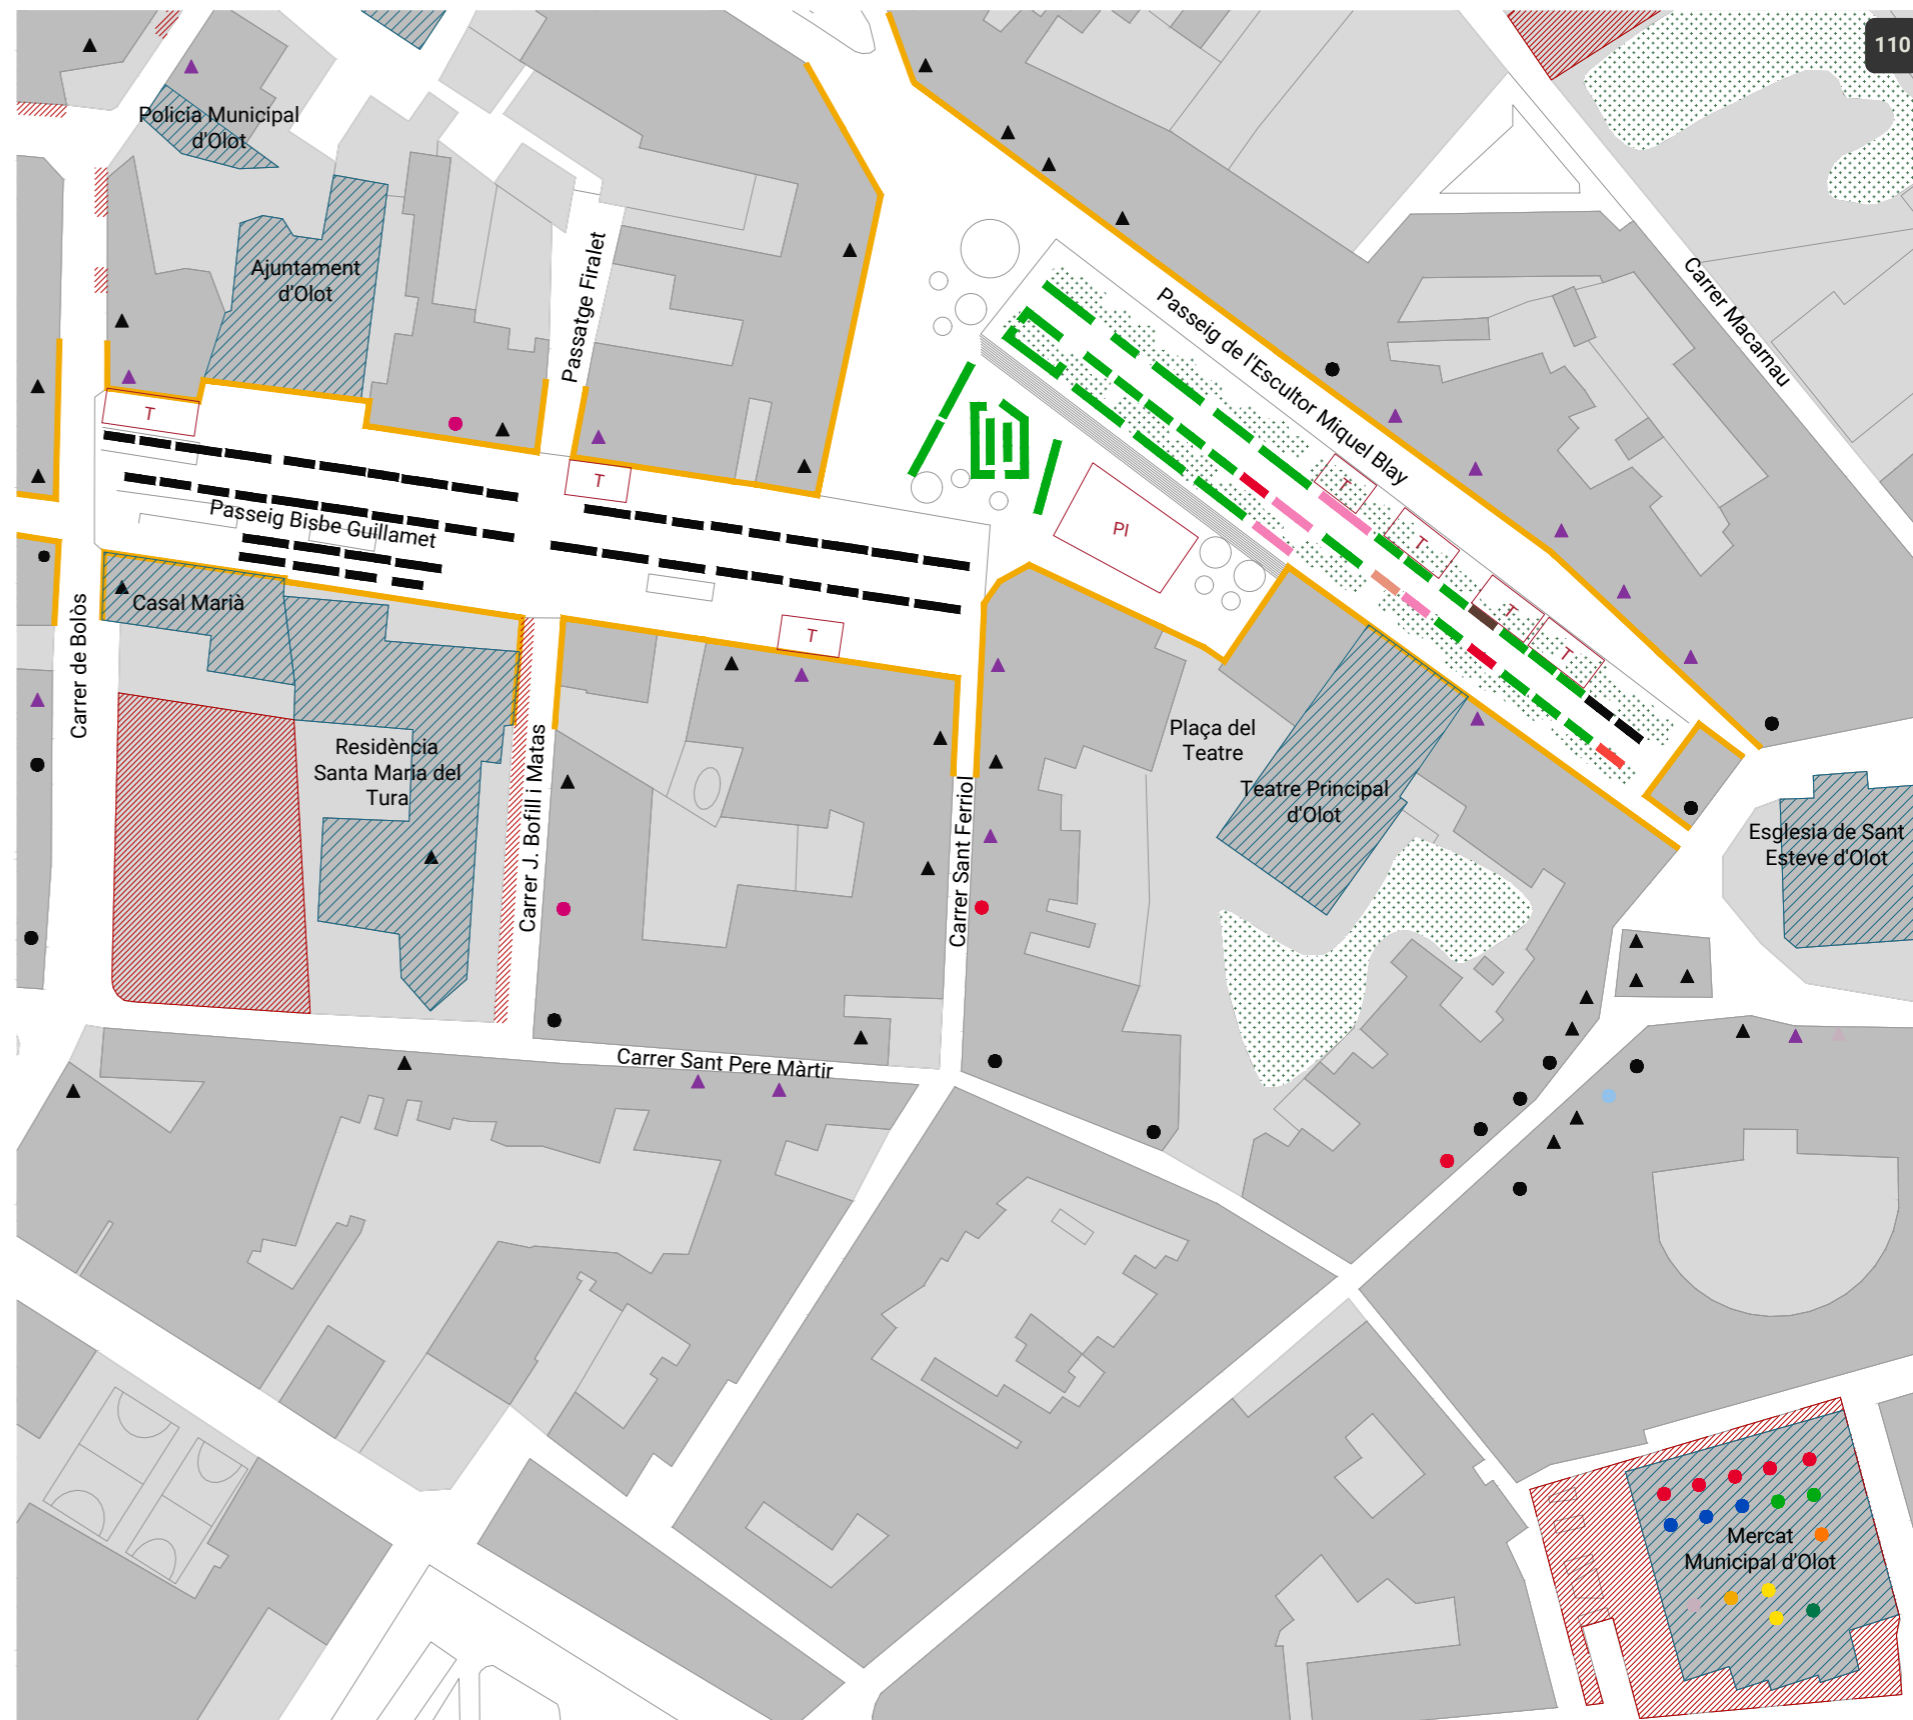 110
Policia Municipal
d'Olot
Ajuntament
d'Olot
Passatge Firalet
Passeig de l'Escultor Miquel Blay
Carrer Macarnau
T
T
T
T
T
T
T
PI
Passeig Bisbe Guillamet
Casal Marià
Carrer de Bolòs
Residència
Santa Maria del
Tura
Carrer J. Bofill i Matas
Carrer Sant Ferriol
Plaça del
Teatre
Teatre Principal
d'Olot
Esglesia de Sant
Esteve d'Olot
Carrer Sant Pere Màrtir
Mercat
Municipal d'Olot